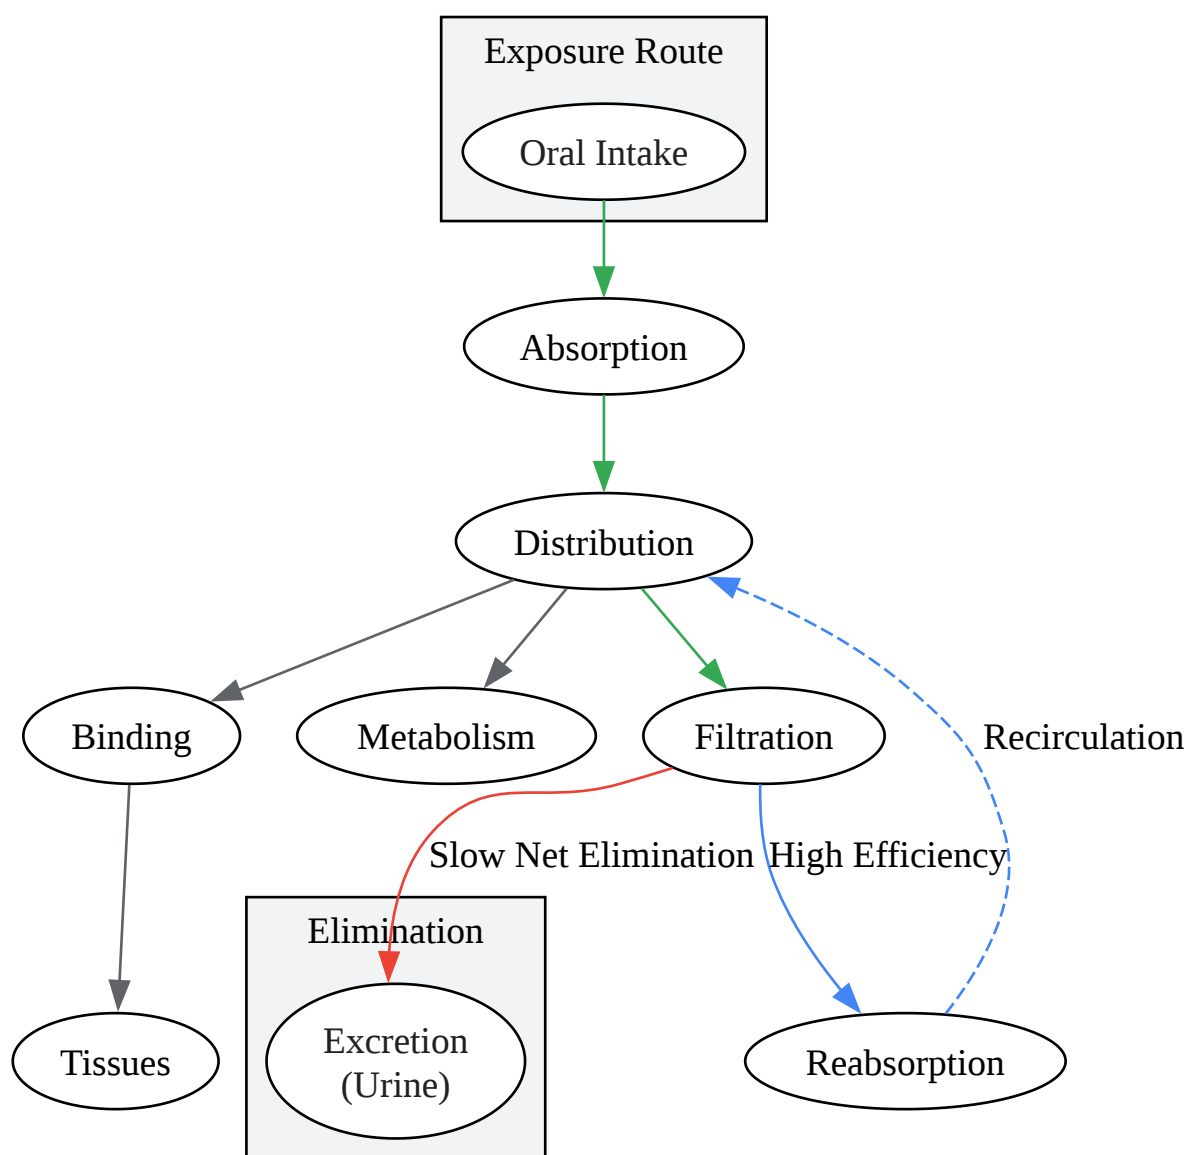 Exposure Route
Oral Intake
Absorption
Distribution
Binding
Metabolism
Filtration
Recirculation
Slow Net Elimination
High Efficiency
Elimination
Tissues
Excretion
(Urine)
Reabsorption